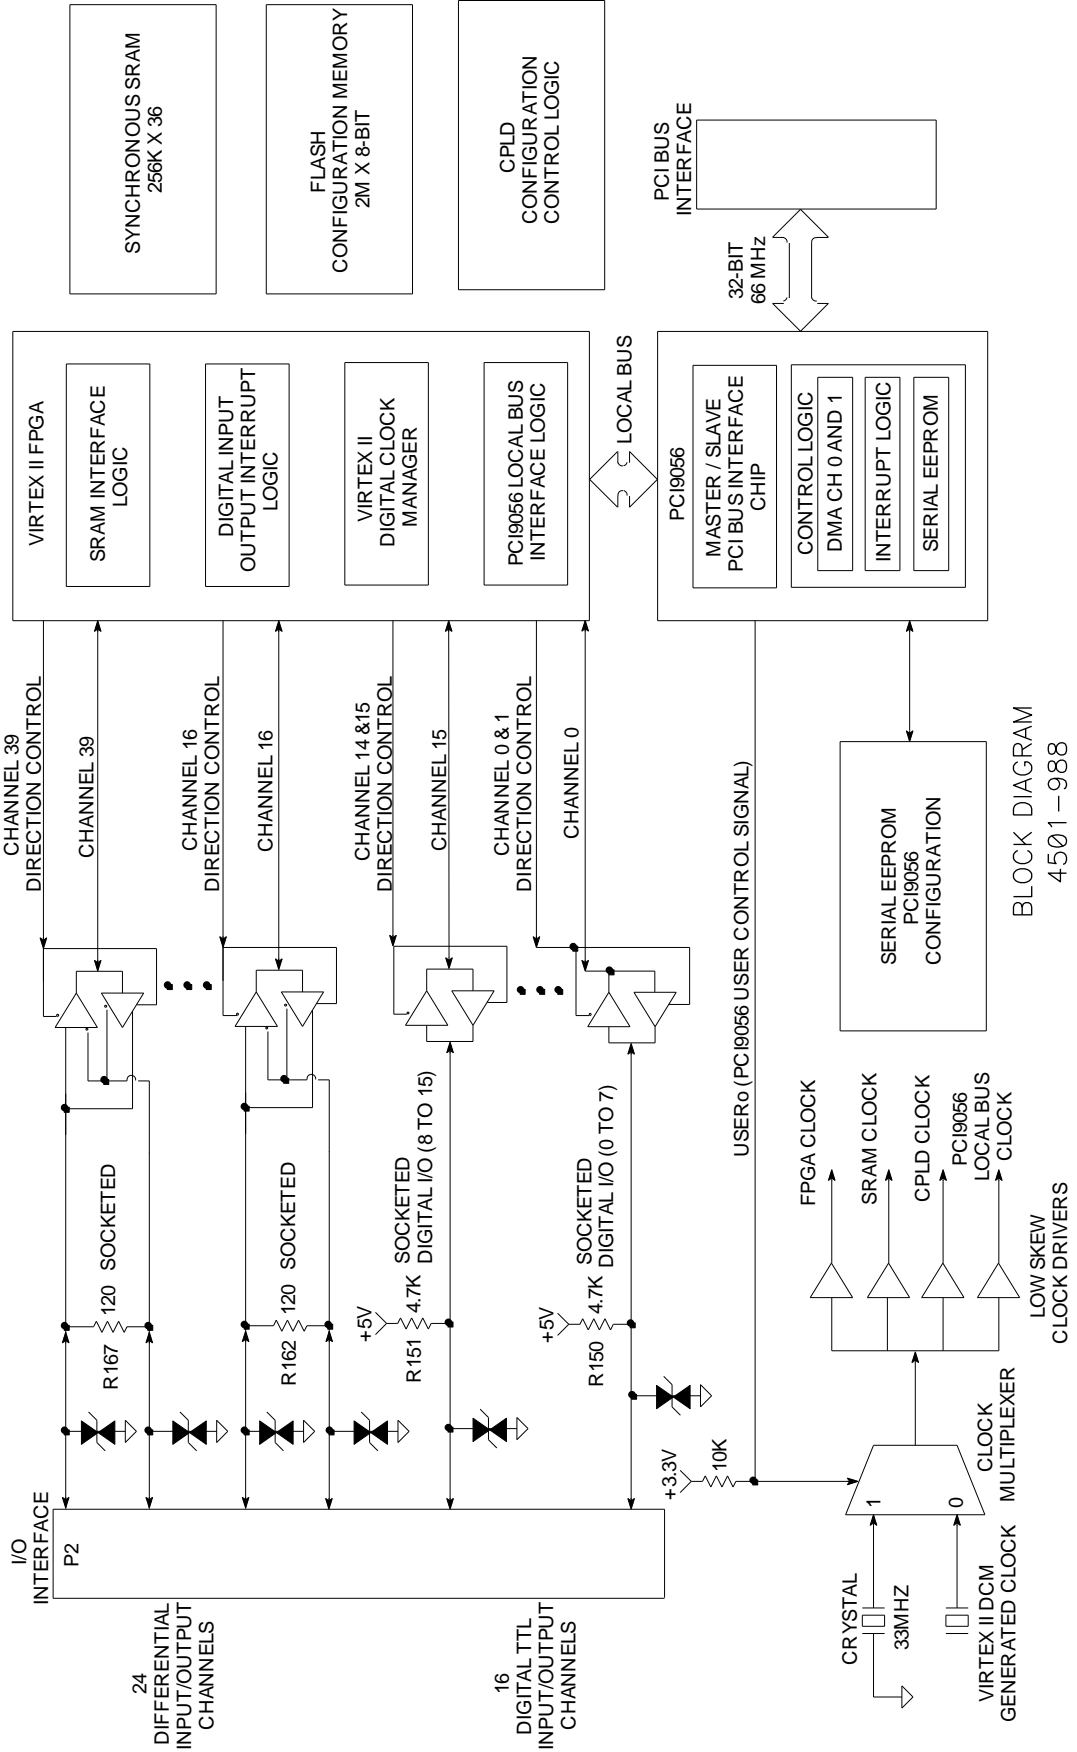 I/O
INTERFACE
P2
24
DIFFERENTIAL
INPUT/OUTPUT
CHANNELS
16
DIGITAL TTL
INPUT/OUTPUT
CHANNELS
R167
120 SOCKETED
R162
120 SOCKETED
+5V
R151
4.7K
SOCKETED
DIGITAL I/O (8 TO 15)
+5V
R150
4.7K
SOCKETED
DIGITAL I/O (0 TO 7)
CHANNEL 39
DIRECTION CONTROL
CHANNEL 39
CHANNEL 16
DIRECTION CONTROL
CHANNEL 16
CHANNEL 14 &15
DIRECTION CONTROL
CHANNEL 15
CHANNEL 0 & 1
DIRECTION CONTROL
CHANNEL 0
VIRTEX II FPGA
SRAM INTERFACE
LOGIC
DIGITAL INPUT
OUTPUT INTERRUPT
LOGIC
VIRTEX II
DIGITAL CLOCK
MANAGER
PCI9056 LOCAL BUS
INTERFACE LOGIC
SYNCHRONOUS SRAM
256K X 36
FLASH
CONFIGURATION MEMORY
2M X 8-BIT
CPLD
CONFIGURATION
CONTROL LOGIC
LOCAL BUS
PCI9056
MASTER / SLAVE
PCI BUS INTERFACE
CHIP
CONTROL LOGIC
DMA CH 0 AND 1
INTERRUPT LOGIC
SERIAL EEPROM
32-BIT
66 MHz
PCI BUS
INTERFACE
+3.3V
10K
USERo (PCI9056 USER CONTROL SIGNAL)
CRYSTAL
33MHZ
VIRTEX II DCM
GENERATED CLOCK
1
0
CLOCK
MULTIPLEXER
FPGA CLOCK
SRAM CLOCK
CPLD CLOCK
PCI9056
LOCAL BUS
CLOCK
LOW SKEW
CLOCK DRIVERS
SERIAL EEPROM
PCI9056
CONFIGURATION
BLOCK DIAGRAM
4501-988